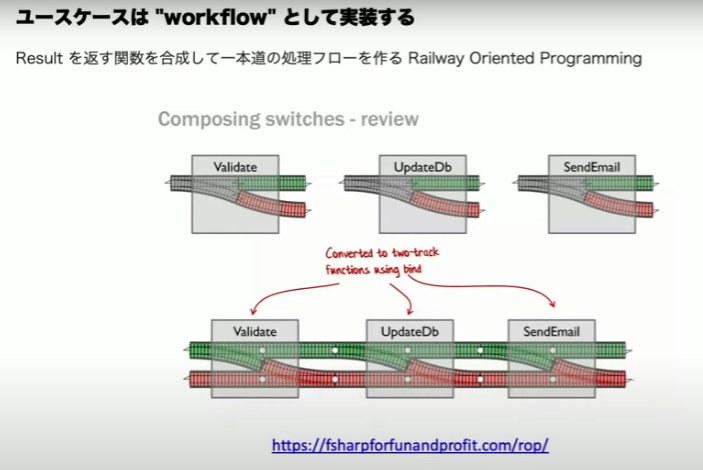 ユースケースは "workflow" として実装する
Result を返す関数を合成して一本道の処理フローを作る Railway Oriented Programming
Composing switches - review
Validate
UpdateDb
SendEmail
Converted to two-track
functions using bind
Validate
UpdateDb
SendEmail
https://fsharpforfunandprofit.com/rop/